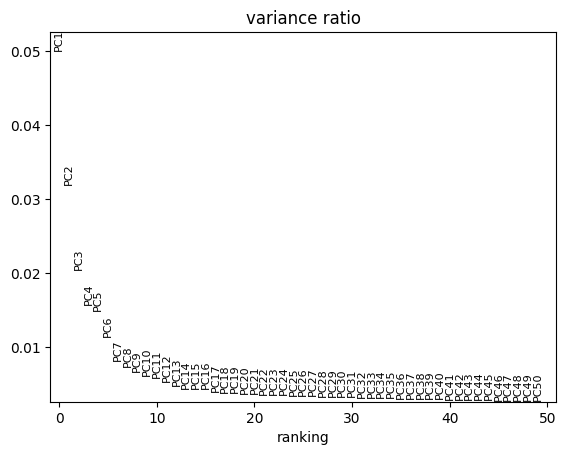 variance ratio
0.05
0.04
0.03
0.02
0.01
PC1
PC2
PC3
PC4
PC5
PC6
PC7
PC8
PC9
PC10
PC11
PC12
PC13
PC14
PC15
PC16
PC17
PC18
PC19
PC20
PC21
PC22
PC23
PC24
PC25
PC26
PC27
PC28
PC29
PC30
PC31
PC32
PC33
PC34
PC35
PC36
PC37
PC38
PC39
PC40
PC41
PC42
PC43
PC44
PC45
PC46
PC47
PC48
PC49
PC50
0 10 20 30 40 50
ranking